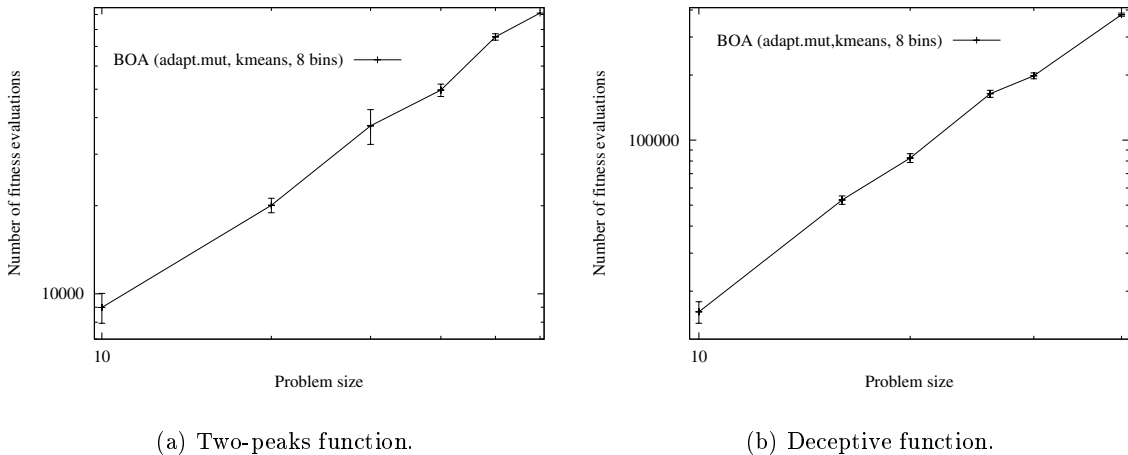 BOA (adapt.mut, kmeans, 8 bins)
Number of fitness evaluations
10000
10
Problem size
(a) Two-peaks function.
BOA (adapt.mut,kmeans, 8 bins)
Number of fitness evaluations
100000
10
Problem size
(b) Deceptive function.